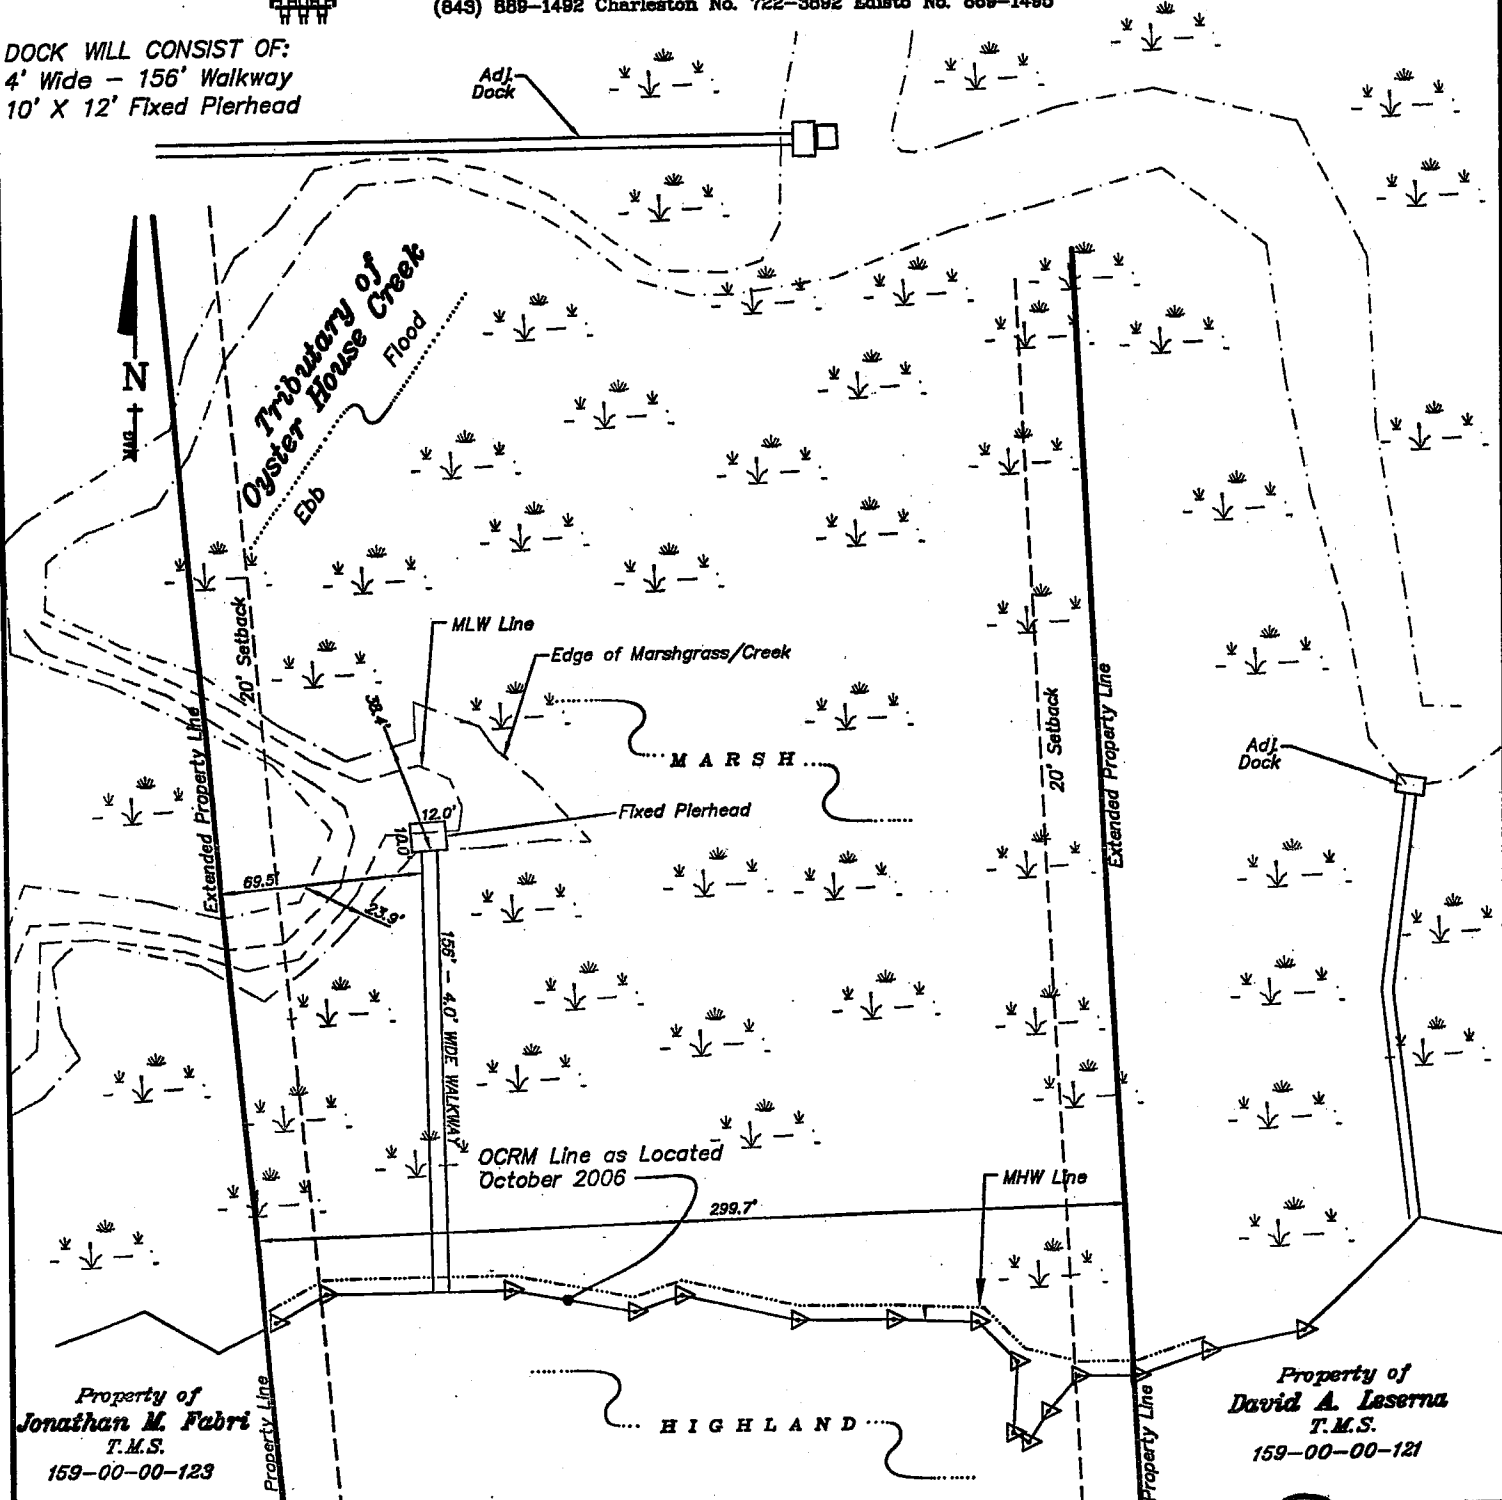 (843) 889-1492 Charleston No. 722-3892 Edisto No. 869-1495
DOCK WILL CONSIST OF:
4' Wide - 156' Walkway
10' X 12' Fixed Pierhead
Adj.
Dock
Tributary of
Oyster House Creek
Flood
Ebb
N
20' Setback
Extended Property Line
MLW Line
Edge of Marshgrass/Creek
38.4'
MARSH
Fixed Pierhead
12.0'
10.0'
69.5'
23.9'
156' - 4.0' WIDE WALKWAY
20' Setback
Extended Property Line
Adj.
Dock
OCRM Line as Located
October 2006
MHW Line
299.7'
HIGHLAND
Property of
Jonathan M. Fabri
T.M.S.
159-00-00-123
Property Line
Property Line
Property of
David A. Leserna
T.M.S.
159-00-00-121